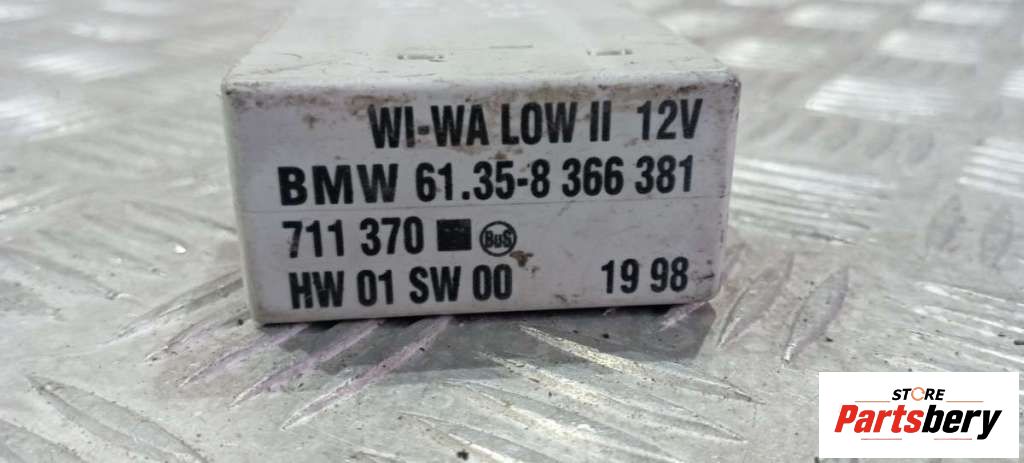 WI-WA LOW II 12V
BMW 61.35-8 366 381
711 370 BuS
HW 01 SW 00 19 98
STORE
Partsbery